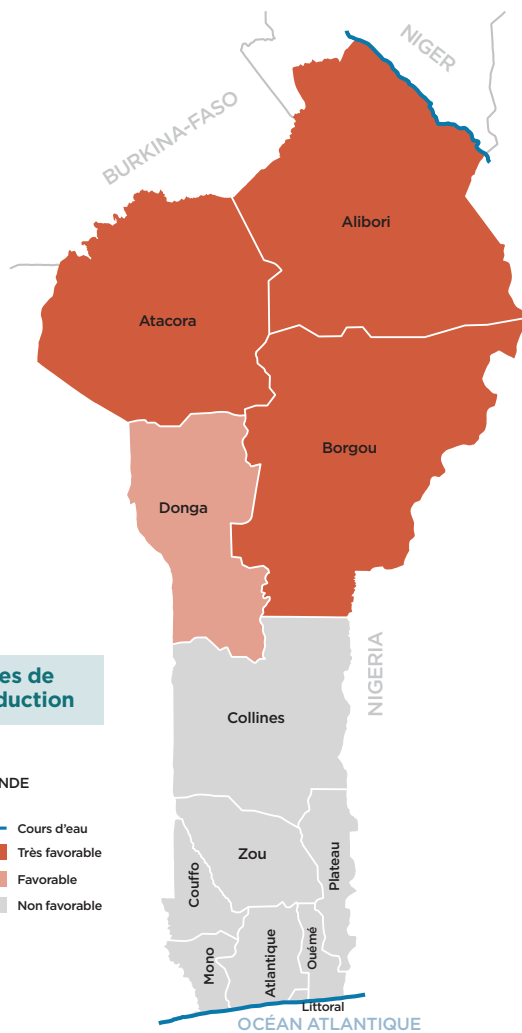 NIGER
BURKINA-FASO
Alibori
Atacora
Borgou
Donga
NIGERIA
es de
duction
Collines
NDE
Cours d'eau
Très favorable
Favorable
Non favorable
Zou
Plateau
Couffo
Ouémé
Atlantique
Mono
Littoral
OCÉAN ATLANTIQUE